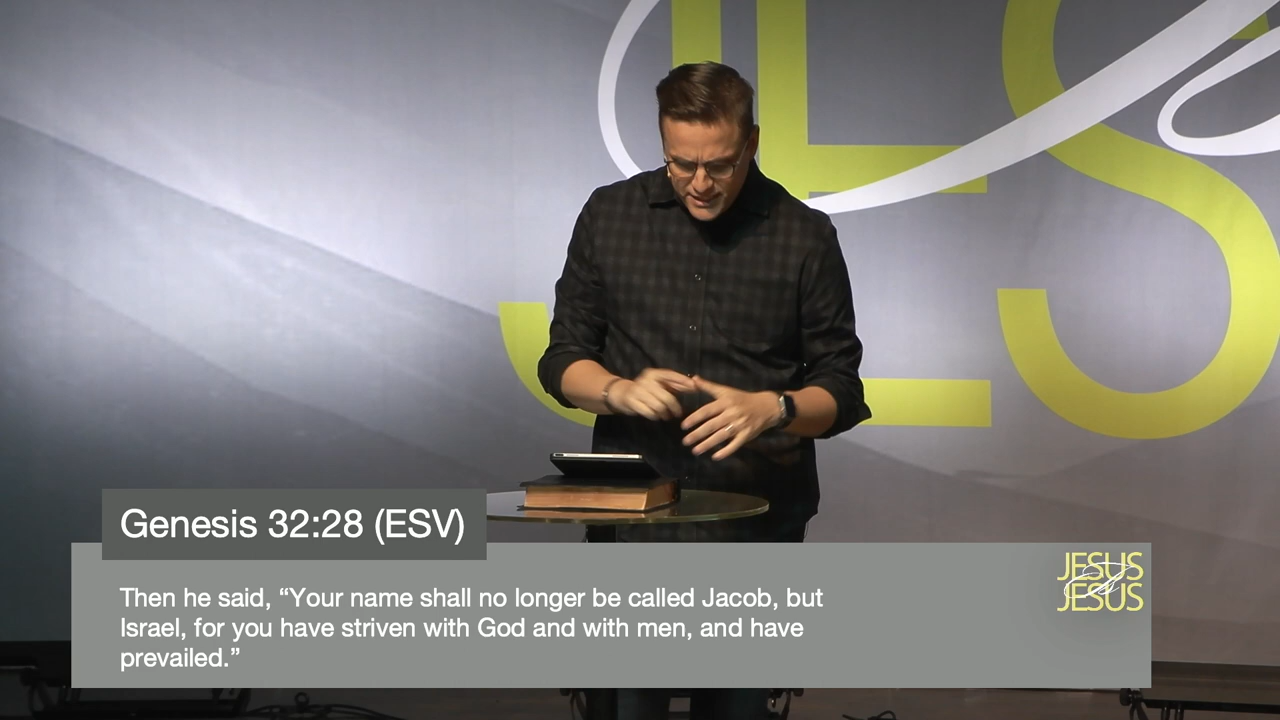 JES
Genesis 32:28 (ESV)
Then he said, “Your name shall no longer be called Jacob, but
Israel, for you have striven with God and with men, and have
prevailed.”
JESUS
&
JESUS